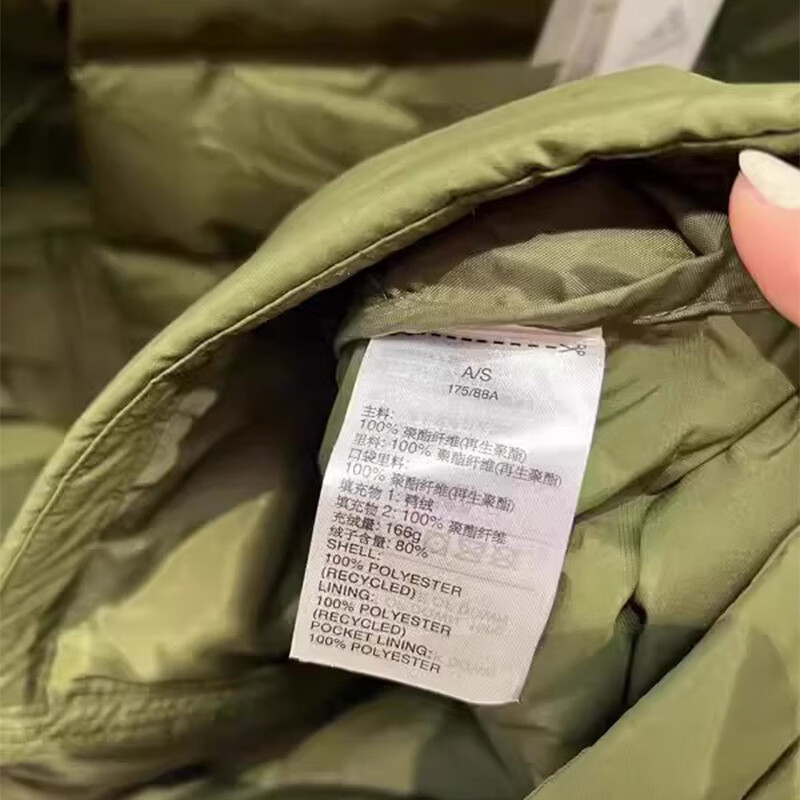 A/S
175/88A
主料:
100% 聚酯纤维(再生聚酯)
里料: 100% 聚酯纤维(再生聚酯)
口袋里料:
100% 聚酯纤维(再生聚酯)
填充物 1: 鸭绒
填充物 2: 100% 聚酯纤维
充绒量: 166g
绒子含量: 80%
SHELL:
100% POLYESTER
(RECYCLED)
LINING:
100% POLYESTER
(RECYCLED)
POCKET LINING:
100% POLYESTER